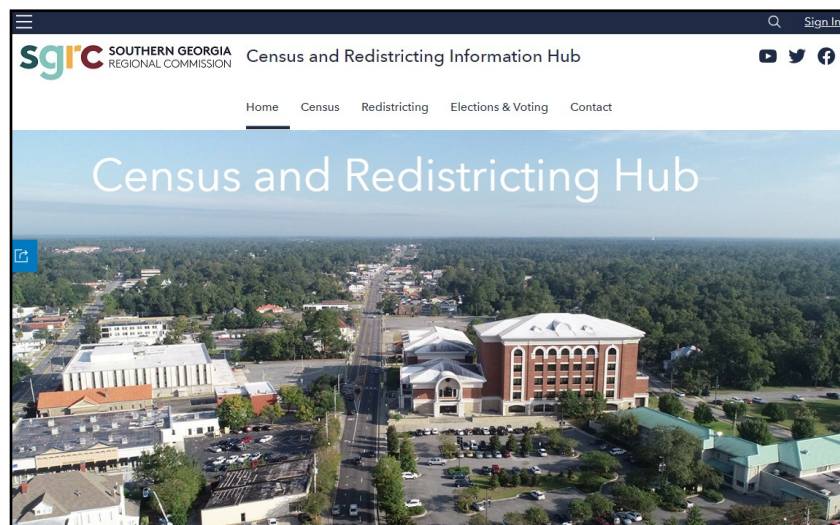 Sign In
sgrc SOUTHERN GEORGIA
REGIONAL COMMISSION
Census and Redistricting Information Hub
Home Census Redistricting Elections & Voting Contact
Census and Redistricting Hub